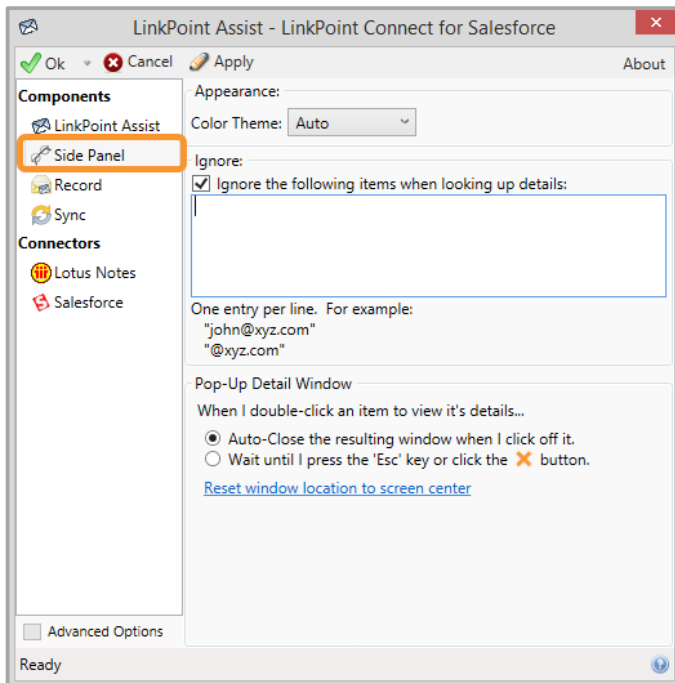 LinkPoint Assist - LinkPoint Connect for Salesforce
Ok Cancel Apply About
Components
LinkPoint Assist
Side Panel
Record
Sync
Connectors
Lotus Notes
Salesforce
Advanced Options
Appearance:
Color Theme: Auto
Ignore:
Ignore the following items when looking up details:
One entry per line. For example:
"john@xyz.com"
"@xyz.com"
Pop-Up Detail Window
When I double-click an item to view it's details...
Auto-Close the resulting window when I click off it.
Wait until I press the 'Esc' key or click the button.
Reset window location to screen center
Ready